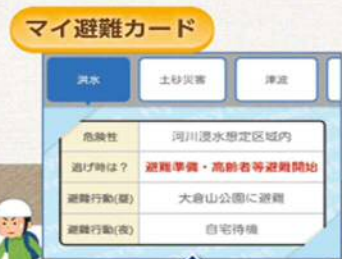 マイ避難カード
洪水 土砂災害 津波
危険性 河川浸水想定区域内
逃げ時は? 避難準備・高齢者等避難開始
避難行動(昼) 大倉山公園に避難
避難行動(夜) 自宅待機